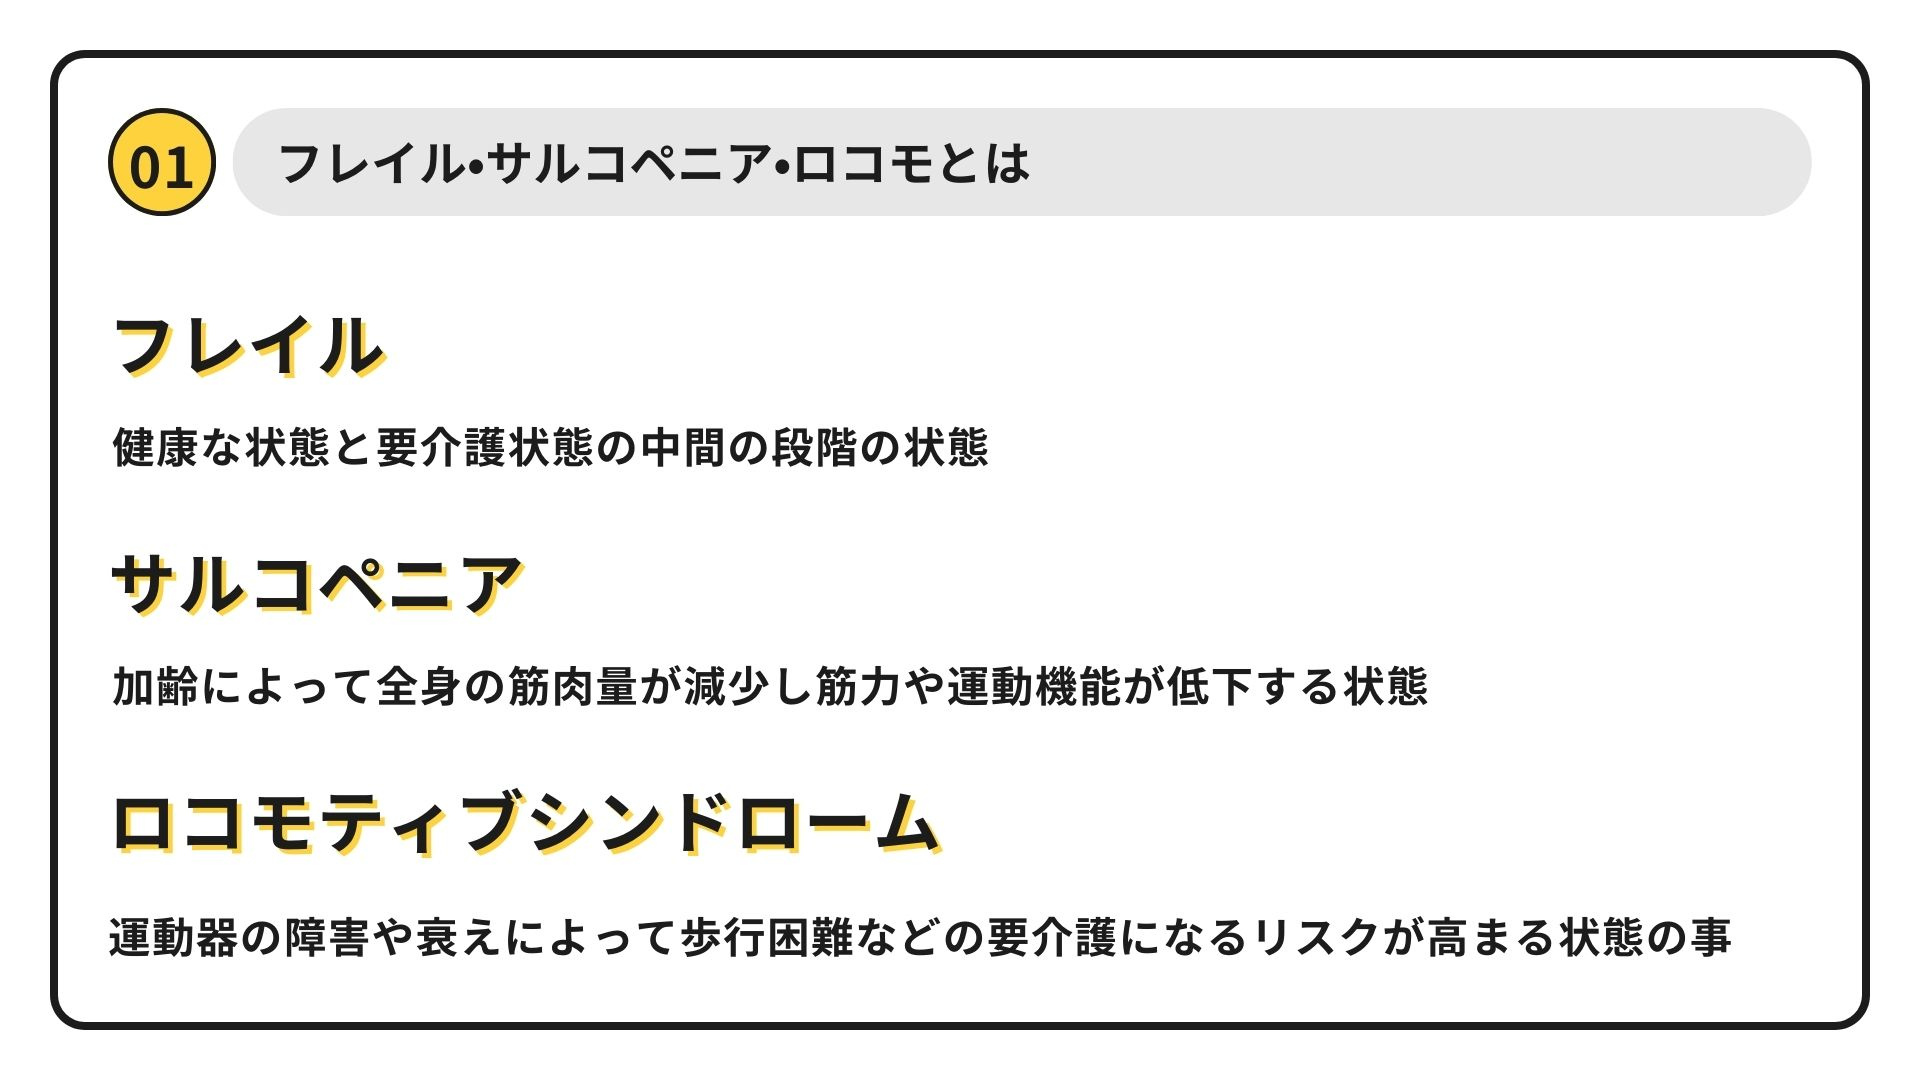 01
フレイル•サルコペニア•ロコモとは
フレイル
健康な状態と要介護状態の中間の段階の状態
サルコペニア
加齢によって全身の筋肉量が減少し筋力や運動機能が低下する状態
ロコモティブシンドローム
運動器の障害や衰えによって歩行困難などの要介護になるリスクが高まる状態の事